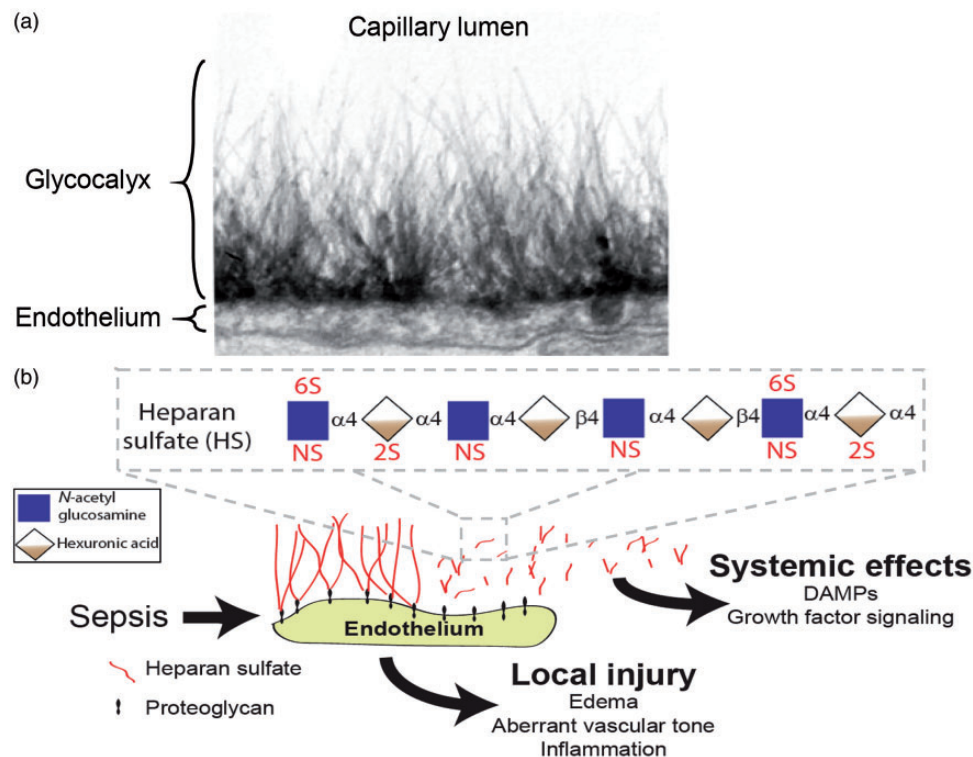 (a)
Capillary lumen
Glycocalyx
Endothelium
(b)
6S 6S
Heparan
sulfate (HS)
α4 α4 α4 β4 α4 β4 α4 α4
NS 2S NS NS NS 2S
N-acetyl
glucosamine
Hexuronic acid
Sepsis
Endothelium
Systemic effects
DAMPs
Growth factor signaling
Heparan sulfate
Proteoglycan
Local injury
Edema
Aberrant vascular tone
Inflammation